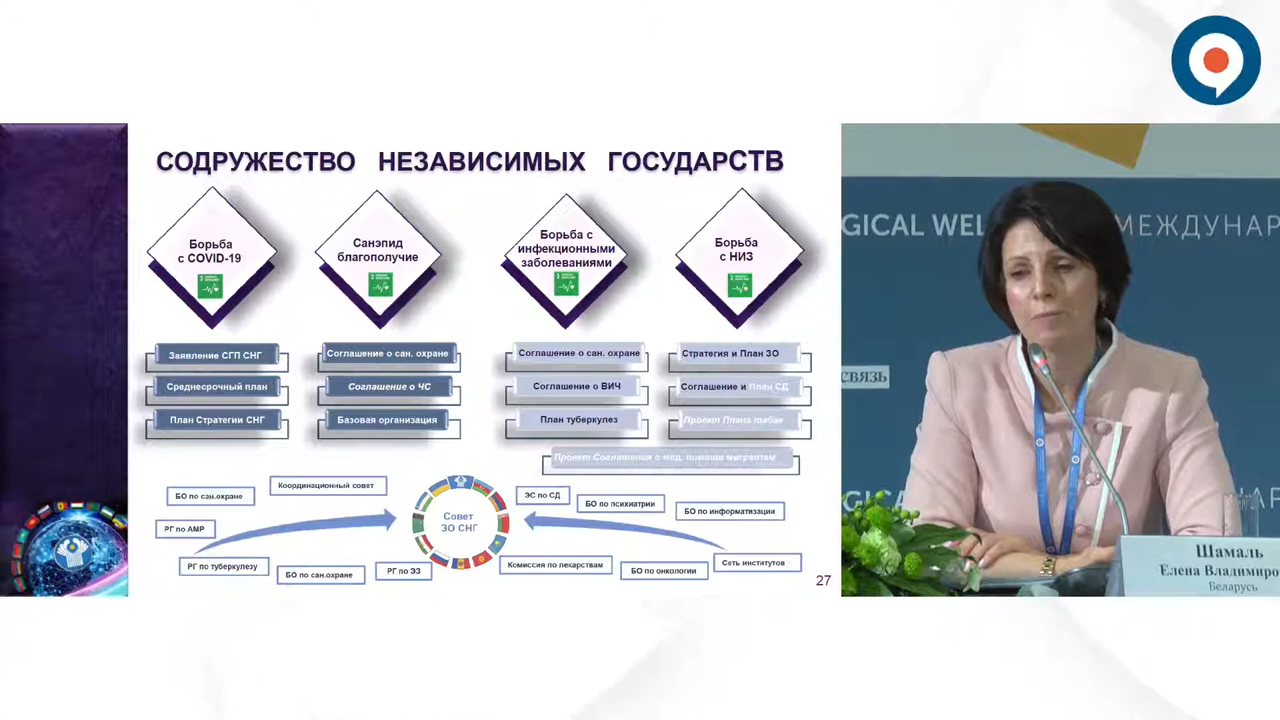 СОДРУЖЕСТВО НЕЗАВИСИМЫХ ГОСУДАРСТВ
Борьба
с COVID-19
Санэпид
благополучие
Борьба с
инфекционными
заболеваниями
Борьба
с НИЗ
Заявление СГП СНГ
Среднесрочный план
План Стратегии СНГ
Соглашение о сан. охране
Соглашение о ЧС
Базовая организация
Соглашение о сан. охране
Соглашение о ВИЧ
План туберкулез
Стратегия и План ЗО
Соглашение и План СД
Проект Плана табак
Проект Соглашения о мед. помощи мигрантам
БО по сан.охране
Координационный совет
РГ по АМР
РГ по туберкулезу
БО по сан.охране
РГ по ЭЗ
Совет
ЗО СНГ
ЭС по СД
БО по психиатрии
БО по информатизации
Комиссия по лекарствам
БО по онкологии
Сеть институтов
27
GICAL WEL
МЕЖДУНАР
СВЯЗЬ
GICA
НАР
Шамаль
Елена Владимиро
Беларусь